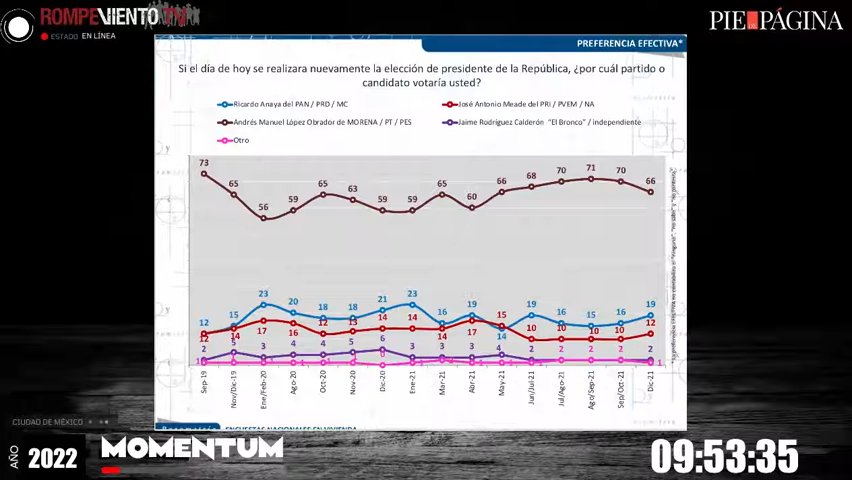 ROMPEVIENTO TV
ESTADO EN LÍNEA
PIE DE PÁGINA
PREFERENCIA EFECTIVA*
Si el día de hoy se realizara nuevamente la elección de presidente de la República, ¿por cuál partido o
candidato votaría usted?
Ricardo Anaya del PAN / PRD / MC
José Antonio Meade del PRI / PVEM / NA
Andrés Manuel López Obrador de MORENA / PT / PES
Jaime Rodríguez Calderón "El Bronco" / independiente
Otro
73 65 56 59 65 63 59 59 65 60 66 68 70 71 70 66
12 15 23 20 18 18 21 23 16 19 14 19 16 15 16 19
12 14 17 16 12 13 14 14 14 17 15 10 10 10 10 12
2 5 3 4 4 5 6 3 3 3 4 2 2 2 2
Sep-19
Nov/Dic-19
Ene/Feb-20
Ago-20
Oct-20
Nov-20
Dic-20
Ene-21
Mar-21
Abr-21
May-21
Jun/Jul-21
Jul/Ago-21
Ago/Sep-21
Sep/Oct-21
Dic-21
ENCUESTAS NACIONALES EN VIVIENDA
CIUDAD DE MÉXICO
AÑO 2022
MOMENTUM
09:53:35